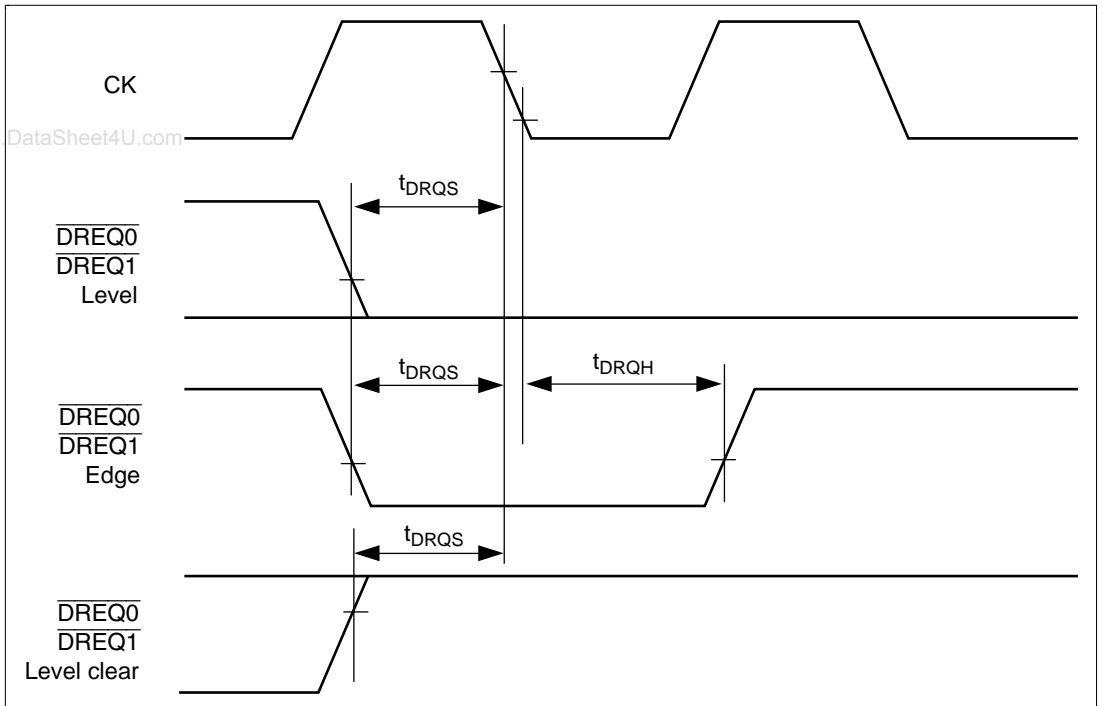 CK
.DataSheet4U.com
tDRQS
DREQ0
DREQ1
Level
tDRQS
tDRQH
DREQ0
DREQ1
Edge
tDRQS
DREQ0
DREQ1
Level clear